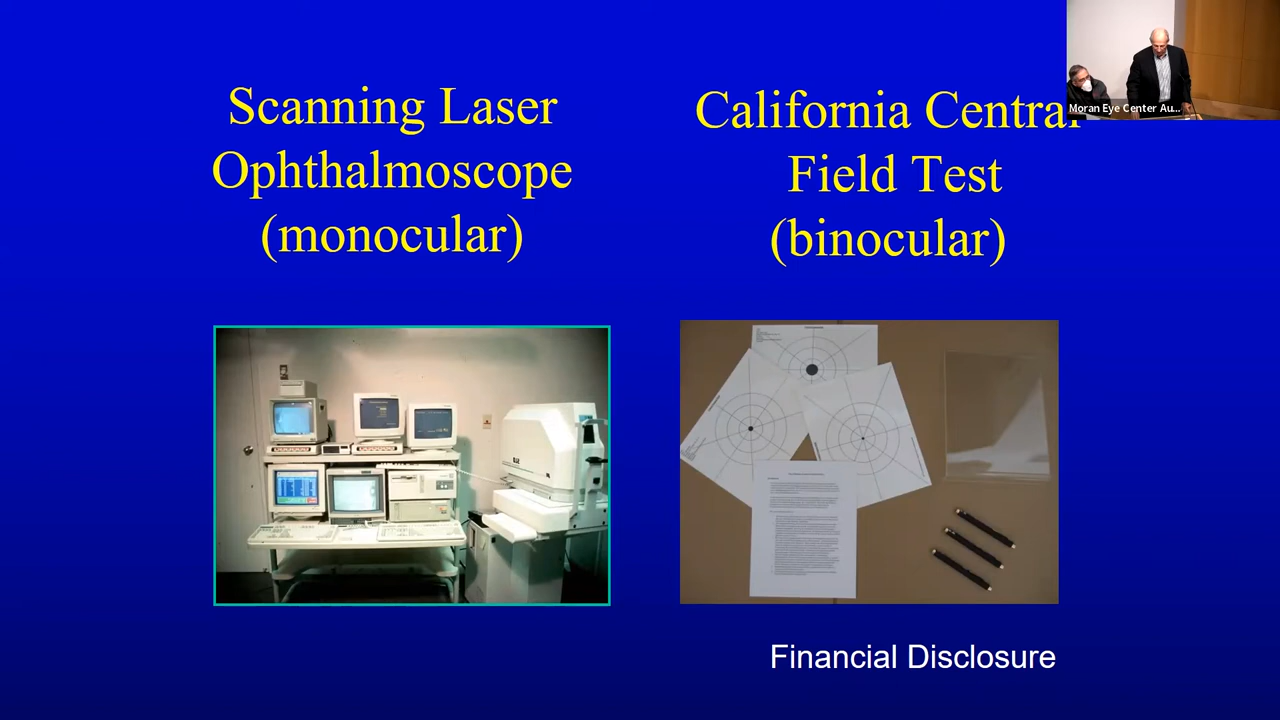 Scanning Laser
Ophthalmoscope
(monocular)
California Central
Field Test
(binocular)
Moran Eye Center Au...
Financial Disclosure